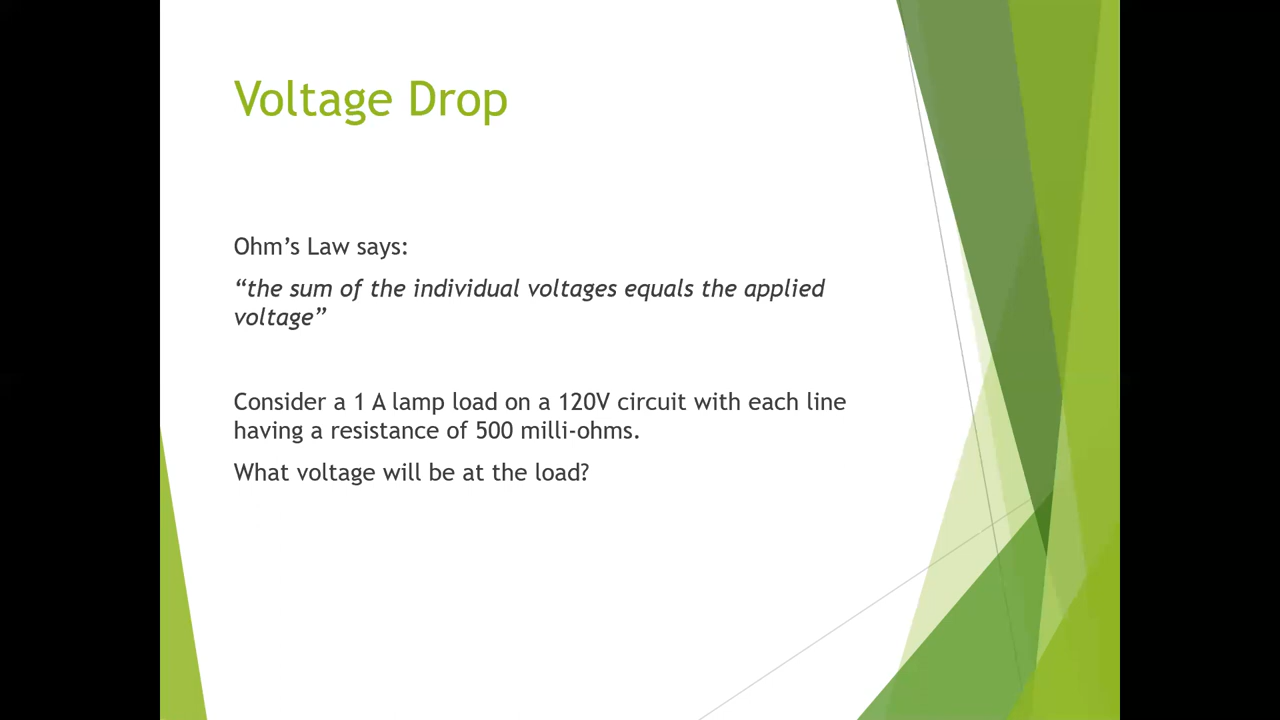 Voltage Drop
Ohm’s Law says:
“the sum of the individual voltages equals the applied
voltage”
Consider a 1 A lamp load on a 120V circuit with each line
having a resistance of 500 milli-ohms.
What voltage will be at the load?